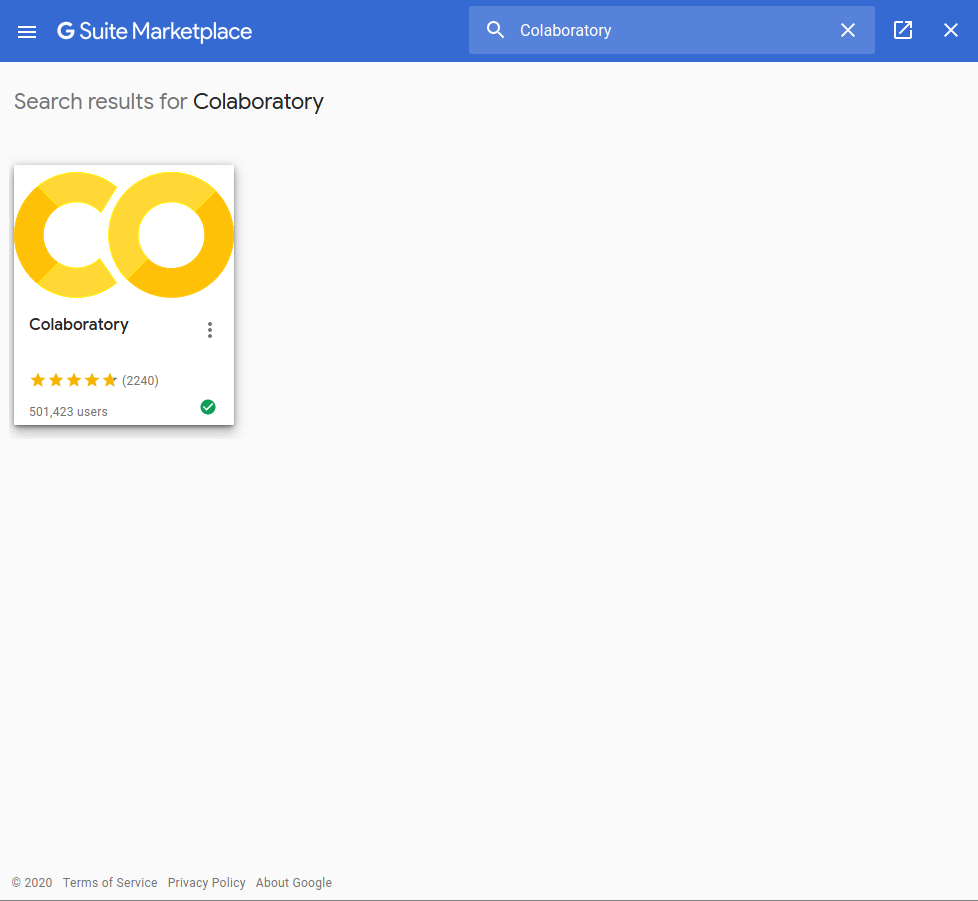 G Suite Marketplace
Colaboratory
Search results for Colaboratory
Colaboratory
(2240)
501,423 users
© 2020 Terms of Service Privacy Policy About Google